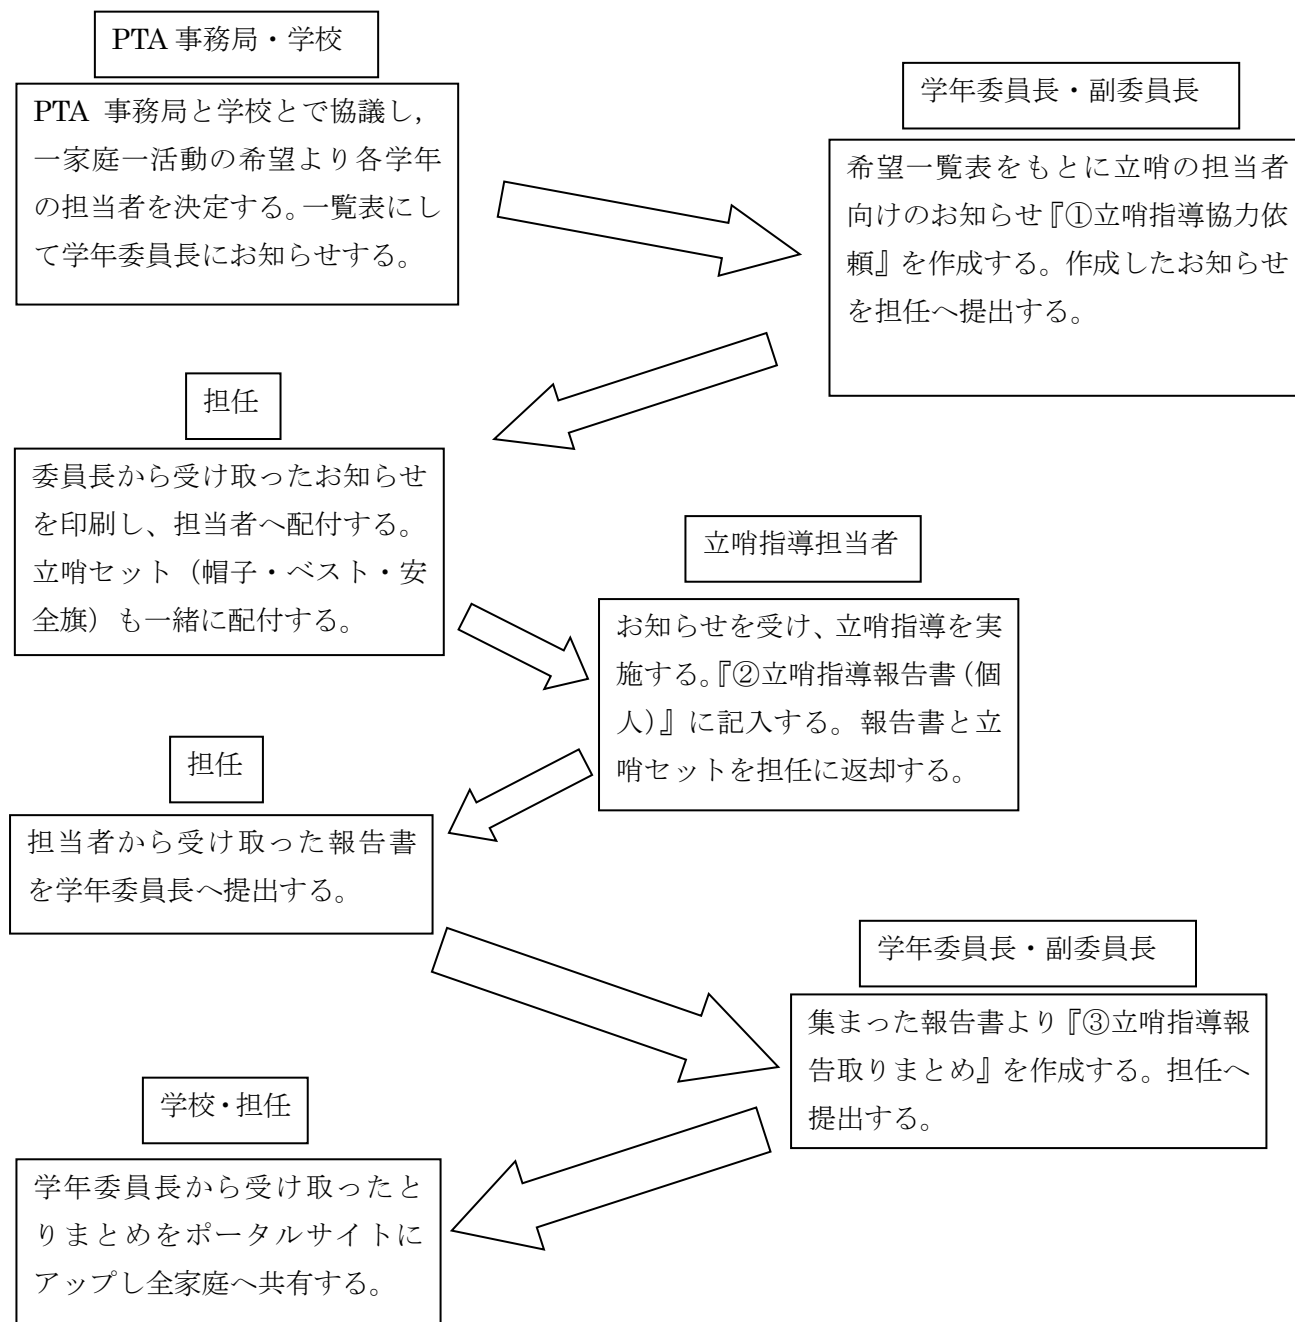 PTA 事務局・学校
PTA 事務局と学校とで協議し,
一家庭一活動の希望より各学年
の担当者を決定する。一覧表にし
て学年委員長にお知らせする。
学年委員長・副委員長
希望一覧表をもとに立哨の担当者
向けのお知らせ『①立哨指導協力依
頼』を作成する。作成したお知らせ
を担任へ提出する。
担任
委員長から受け取ったお知らせ
を印刷し、担当者へ配付する。
立哨セット（帽子・ベスト・安
全旗）も一緒に配付する。
立哨指導担当者
お知らせを受け、立哨指導を実
施する。『②立哨指導報告書（個
人）』に記入する。報告書と立
哨セットを担任に返却する。
担任
担当者から受け取った報告書
を学年委員長へ提出する。
学年委員長・副委員長
集まった報告書より『③立哨指導報
告取りまとめ』を作成する。担任へ
提出する。
学校・担任
学年委員長から受け取ったと
りまとめをポータルサイトに
アップし全家庭へ共有する。